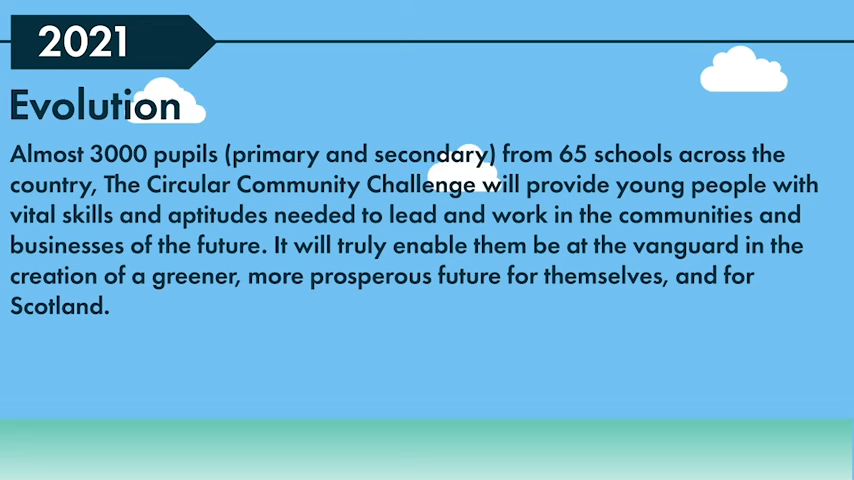 2021
Evolution
Almost 3000 pupils (primary and secondary) from 65 schools across the
country, The Circular Community Challenge will provide young people with
vital skills and aptitudes needed to lead and work in the communities and
businesses of the future. It will truly enable them be at the vanguard in the
creation of a greener, more prosperous future for themselves, and for
Scotland.